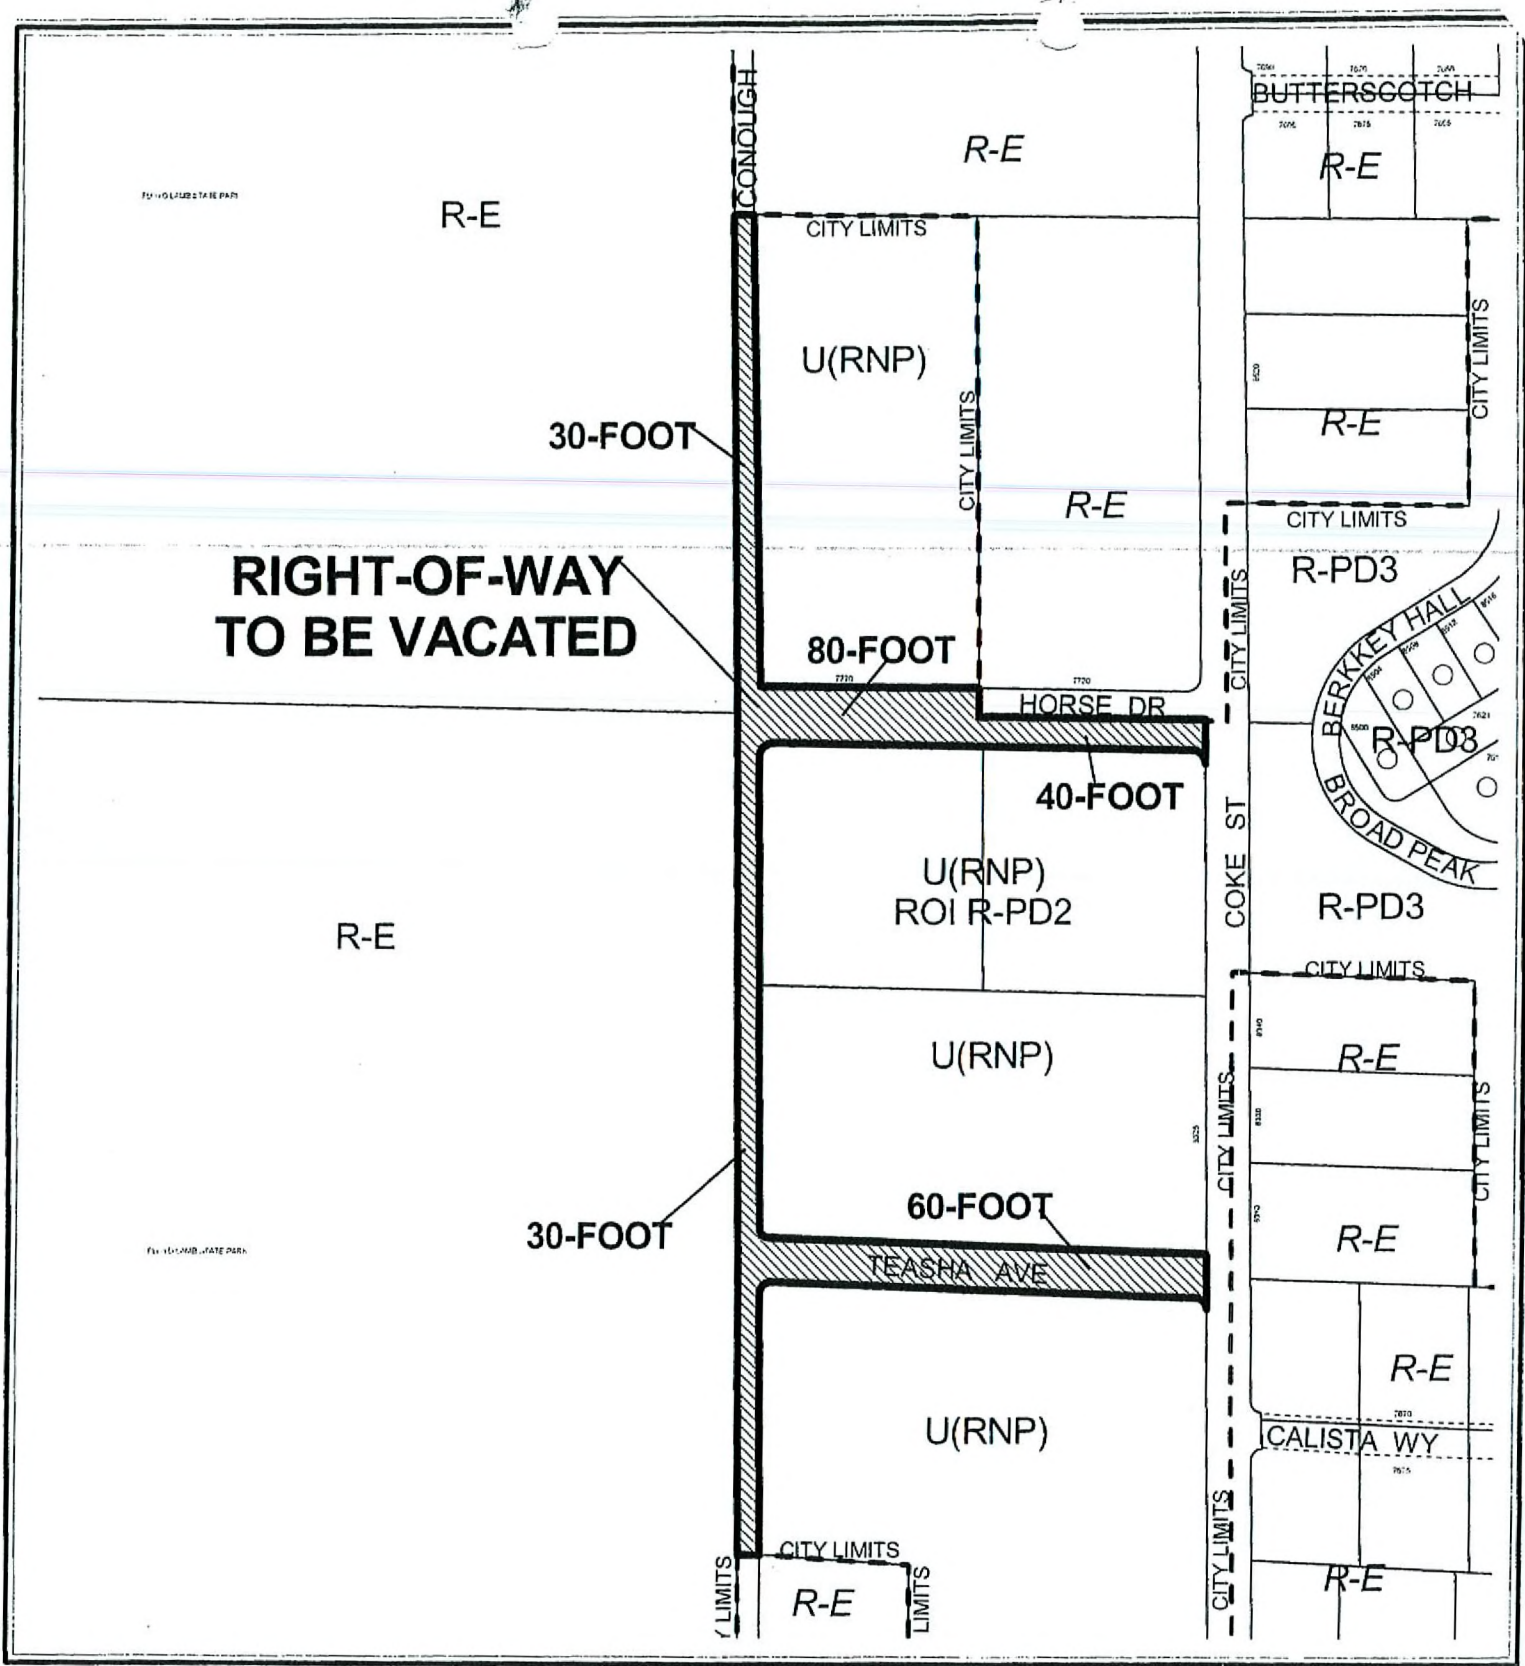 CONOUGH
BUTTERSCOTCH
R-E
R-E
R-E
CITY LIMITS
U(RNP)
CITY LIMITS
CITY LIMITS
R-E
30-FOOT
R-E
CITY LIMITS
RIGHT-OF-WAY
TO BE VACATED
R-PD3
CITY LIMITS
BERKKEY HALL
80-FOOT
7720
7720
HORSE DR
R-PD3
40-FOOT
BROAD PEAK
COKE ST
U(RNP)
ROI R-PD2
R-PD3
R-E
CITY LIMITS
U(RNP)
R-E
CITY LIMITS
CITY LIMITS
60-FOOT
30-FOOT
R-E
TEASHA AVE
R-E
U(RNP)
CALISTA WY
CITY LIMITS
CITY LIMITS
Y LIMITS
R-E
LIMITS
R-E